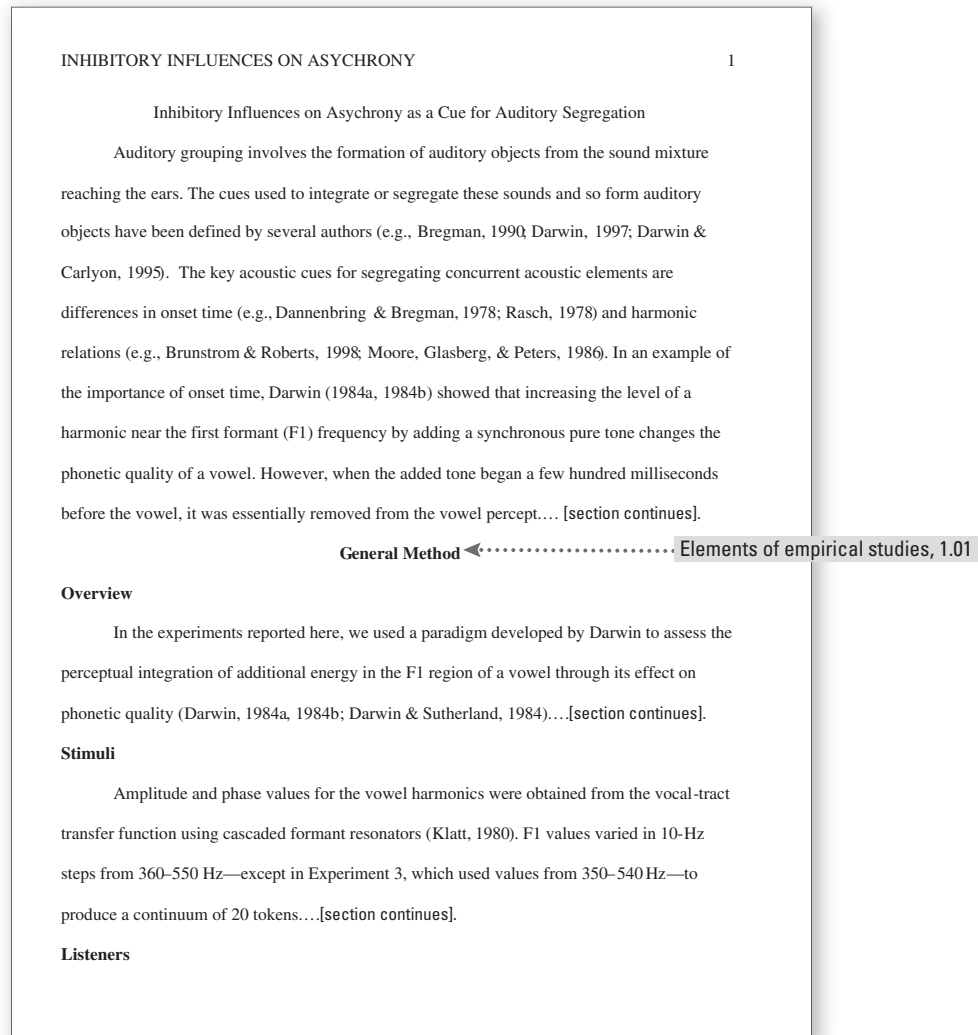 INHIBITORY INFLUENCES ON ASYCHRONY 1
Inhibitory Influences on Asychrony as a Cue for Auditory Segregation
Auditory grouping involves the formation of auditory objects from the sound mixture
reaching the ears. The cues used to integrate or segregate these sounds and so form auditory
objects have been defined by several authors (e.g., Bregman, 1990; Darwin, 1997; Darwin &
Carlyon, 1995). The key acoustic cues for segregating concurrent acoustic elements are
differences in onset time (e.g., Dannenbring & Bregman, 1978; Rasch, 1978) and harmonic
relations (e.g., Brunstrom & Roberts, 1998; Moore, Glasberg, & Peters, 1986). In an example of
the importance of onset time, Darwin (1984a, 1984b) showed that increasing the level of a
harmonic near the first formant (F1) frequency by adding a synchronous pure tone changes the
phonetic quality of a vowel. However, when the added tone began a few hundred milliseconds
before the vowel, it was essentially removed from the vowel percept.… [section continues].
General Method
Elements of empirical studies, 1.01
Overview
In the experiments reported here, we used a paradigm developed by Darwin to assess the
perceptual integration of additional energy in the F1 region of a vowel through its effect on
phonetic quality (Darwin, 1984a, 1984b; Darwin & Sutherland, 1984).…[section continues].
Stimuli
Amplitude and phase values for the vowel harmonics were obtained from the vocal-tract
transfer function using cascaded formant resonators (Klatt, 1980). F1 values varied in 10-Hz
steps from 360–550 Hz—except in Experiment 3, which used values from 350–540 Hz—to
produce a continuum of 20 tokens.…[section continues].
Listeners